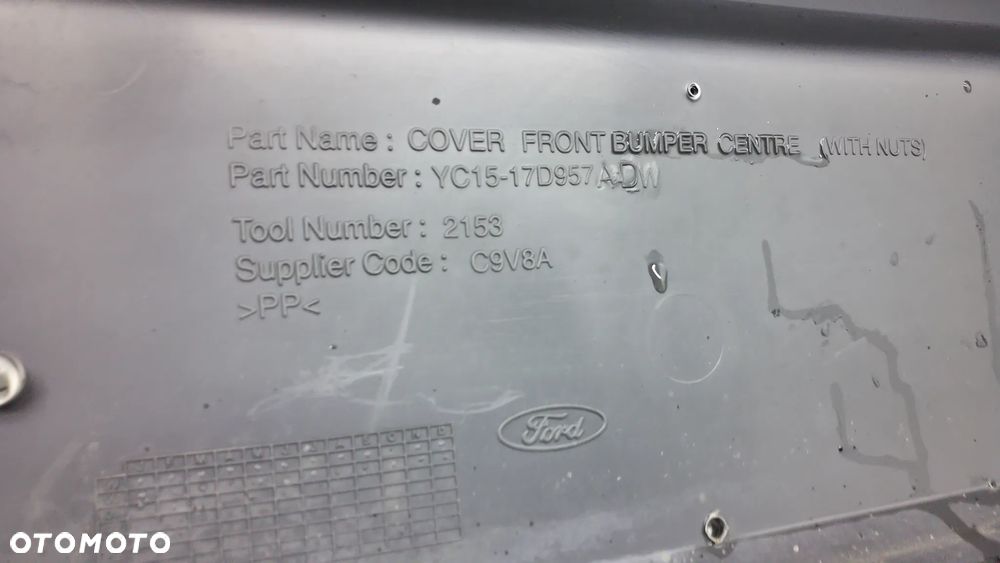 Part Name : COVER FRONT BUMPER CENTRE (WITH NUTS)
Part Number : YC15-17D957
Tool Number : 2153
Supplier Code : C9V8A
>PP<
Ford
J F M A M J J A S O N D
OTOMOTO